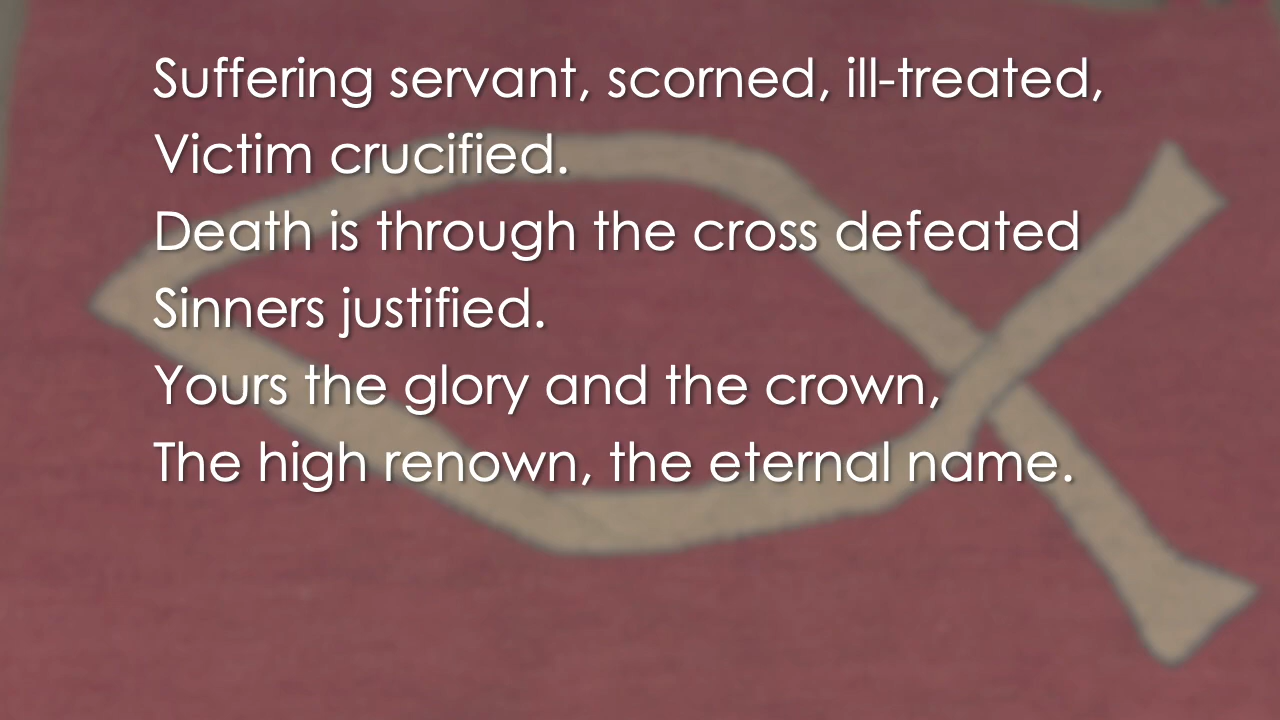 Suffering servant, scorned, ill-treated,
Victim crucified.
Death is through the cross defeated
Sinners justified.
Yours the glory and the crown,
The high renown, the eternal name.